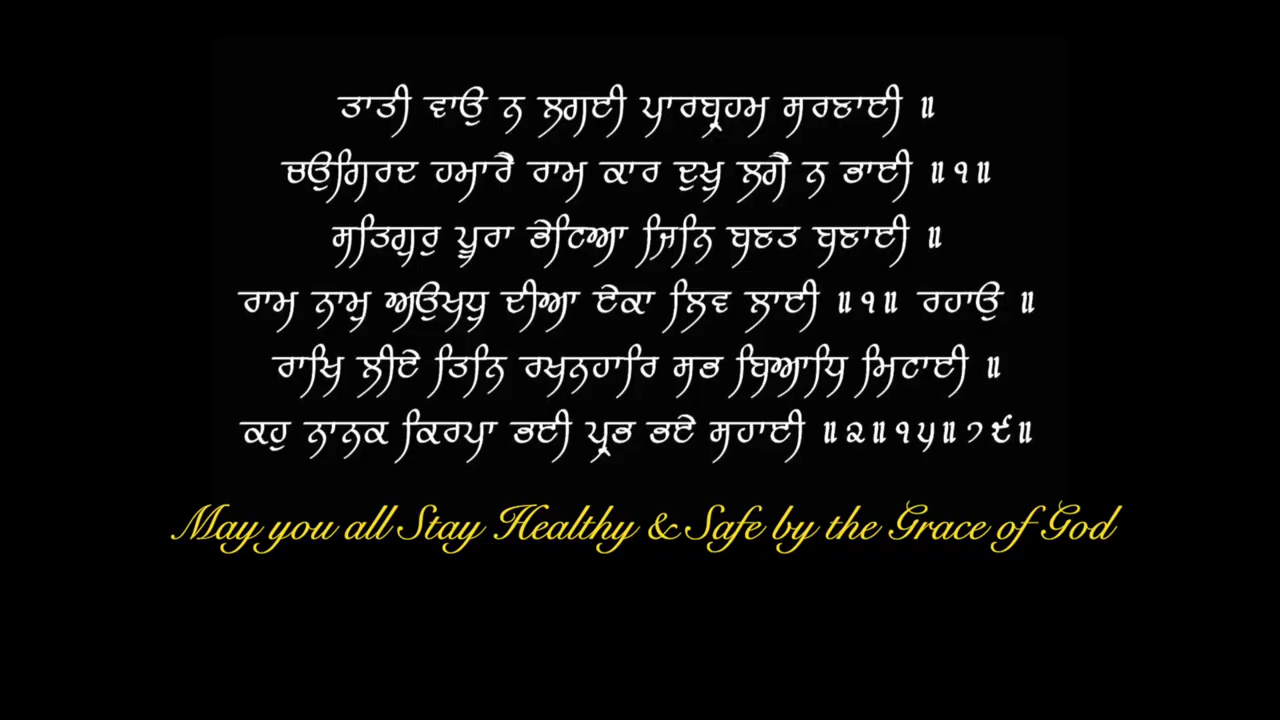 ਤਾਤੀ ਵਾਉ ਨ ਲਗਈ ਪਾਰਬ੍ਰਹਮ ਸਰਣਾਈ ॥
ਚਉਗਿਰਦ ਹਮਾਰੈ ਰਾਮ ਕਾਰ ਦੁਖੁ ਲਗੈ ਨ ਭਾਈ ॥੧॥
ਸਤਿਗੁਰੁ ਪੂਰਾ ਭੇਟਿਆ ਜਿਨਿ ਬਣਤ ਬਣਾਈ ॥
ਰਾਮ ਨਾਮੁ ਅਉਖਧੁ ਦੀਆ ਏਕਾ ਲਿਵ ਲਾਈ ॥੧॥ ਰਹਾਉ ॥
ਰਾਖਿ ਲੀਏ ਤਿਨਿ ਰਖਨਹਾਰਿ ਸਭ ਬਿਆਧਿ ਮਿਟਾਈ ॥
ਕਹੁ ਨਾਨਕ ਕਿਰਪਾ ਭਈ ਪ੍ਰਭ ਭਏ ਸਹਾਈ ॥੨॥੧੫॥੭੯॥
May you all Stay Healthy & Safe by the Grace of God